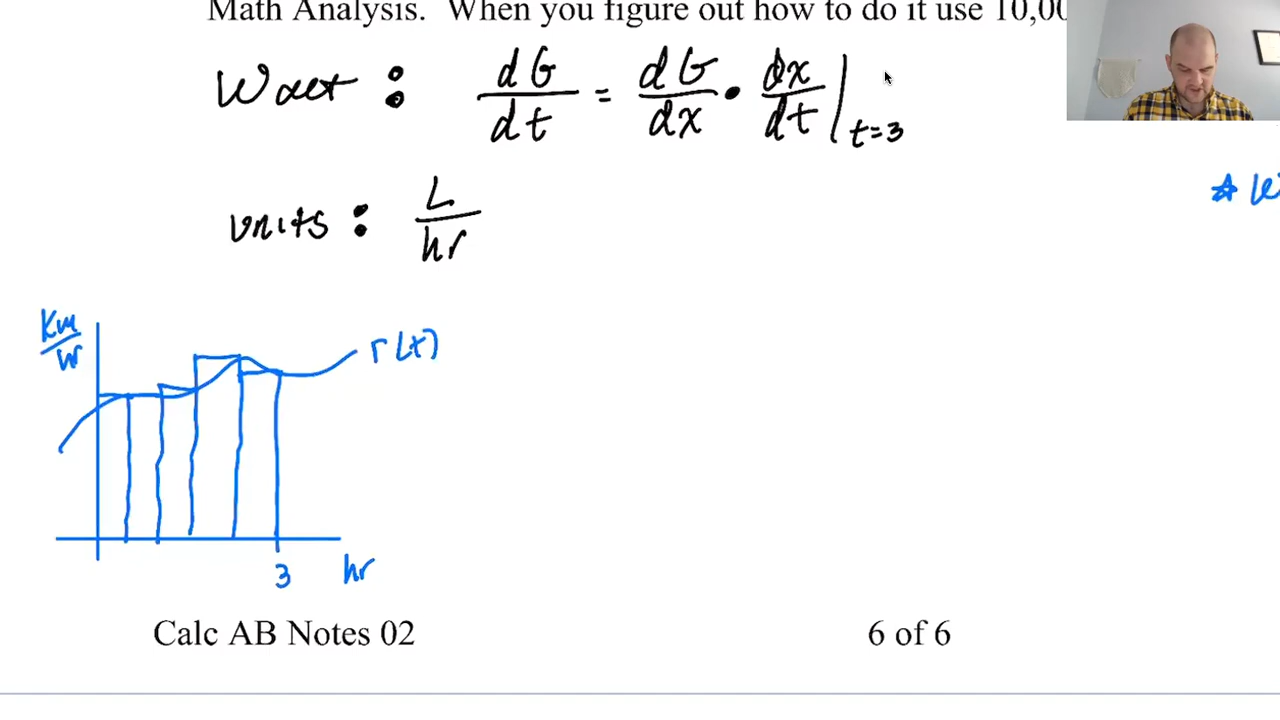 Math Analysis. When you figure out how to do it use 10,00
Want : dG/dt = dG/dx • dx/dt |t=3
units : L/hr
Km/hr
r(t)
3 hr
Calc AB Notes 02 6 of 6